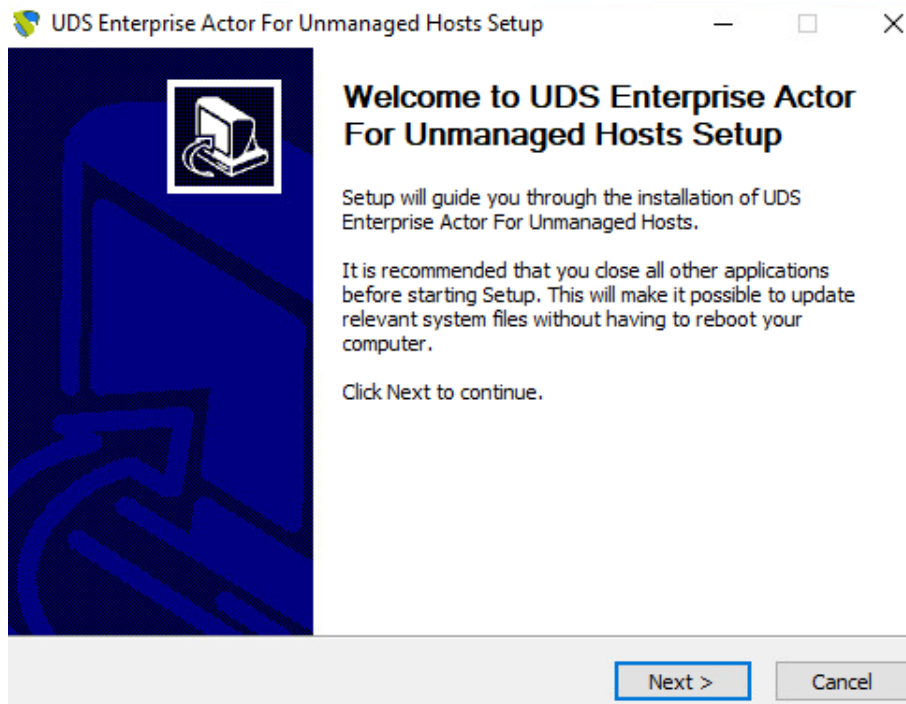 UDS Enterprise Actor For Unmanaged Hosts Setup
Welcome to UDS Enterprise Actor
For Unmanaged Hosts Setup
Setup will guide you through the installation of UDS
Enterprise Actor For Unmanaged Hosts.
It is recommended that you close all other applications
before starting Setup. This will make it possible to update
relevant system files without having to reboot your
computer.
Click Next to continue.
Next >
Cancel